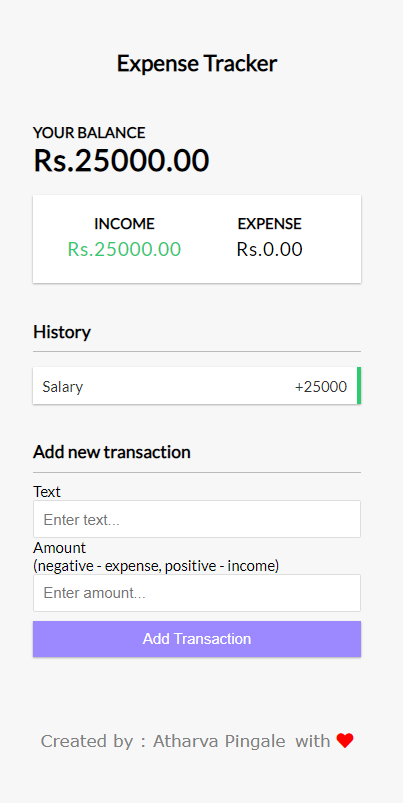 Expense Tracker
YOUR BALANCE
Rs.25000.00
INCOME EXPENSE
Rs.25000.00 Rs.0.00
History
Salary +25000
Add new transaction
Text
Enter text...
Amount
(negative - expense, positive - income)
Enter amount...
Add Transaction
Created by : Atharva Pingale with ❤